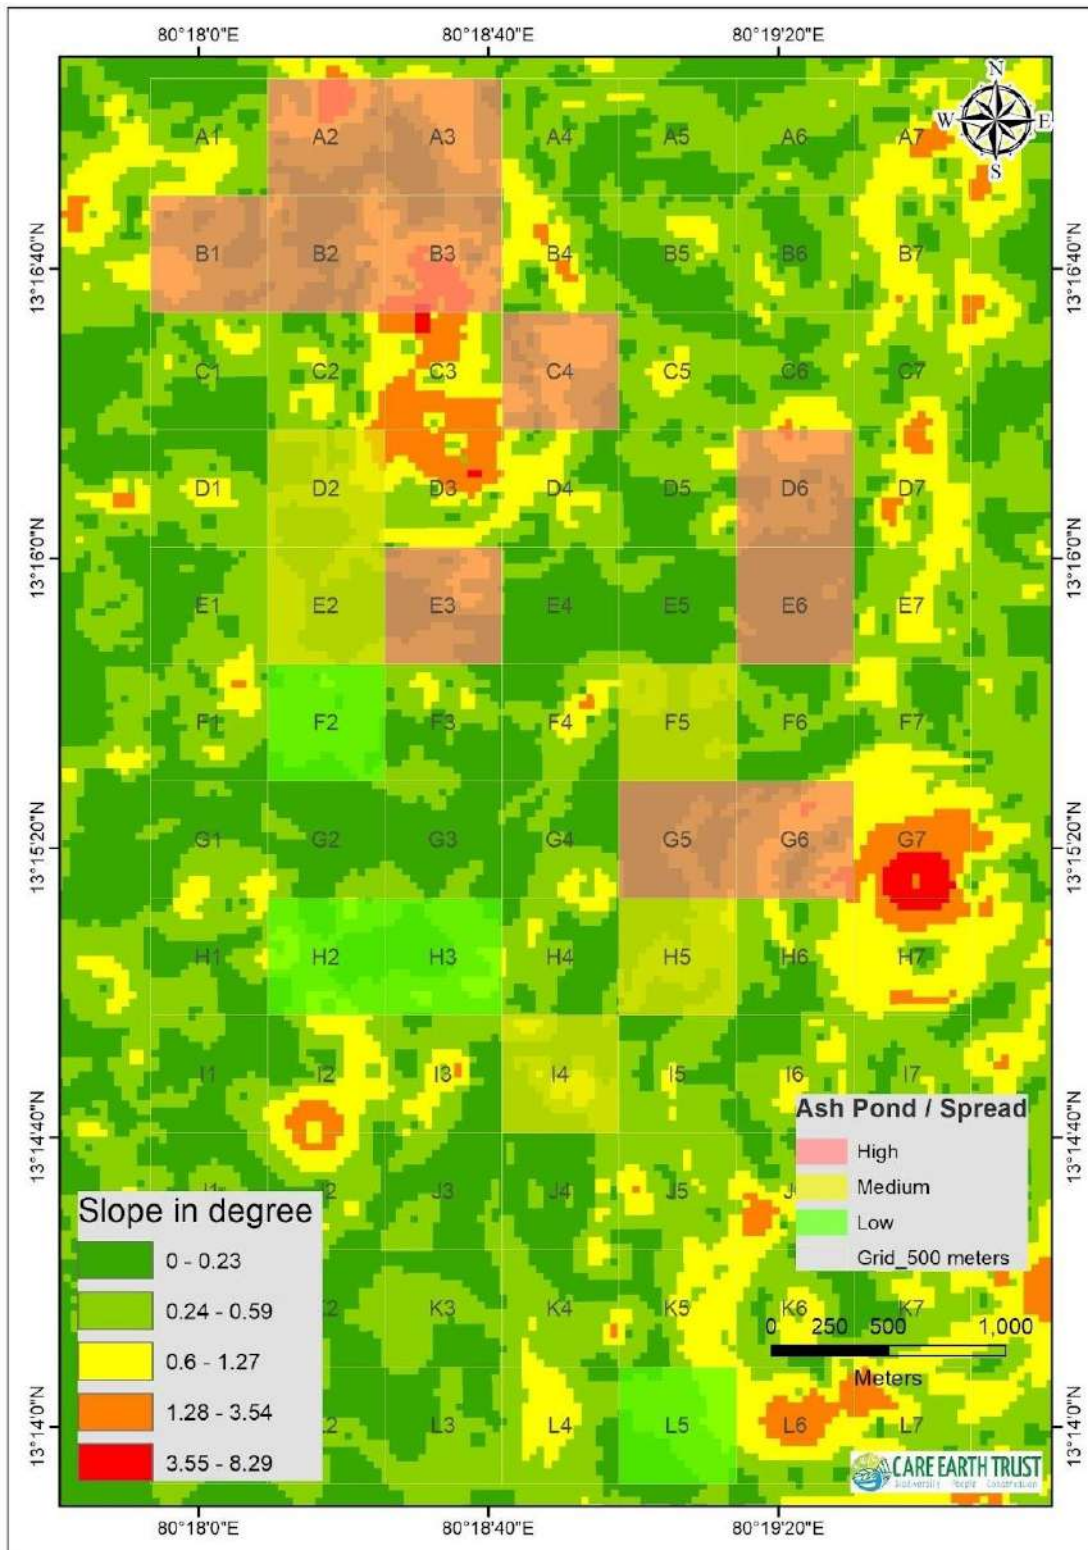 80°18'0"E 80°18'40"E 80°19'20"E
N
W E
S
A1 A2 A3 A4 A5 A6 A7
13°16'40"N B1 B2 B3 B4 B5 B6 B7 13°16'40"N
C1 C2 C3 C4 C5 C6 C7
D1 D2 D3 D4 D5 D6 D7
13°16'0"N 13°16'0"N
E1 E2 E3 E4 E5 E6 E7
F1 F2 F3 F4 F5 F6 F7
13°15'20"N G1 G2 G3 G4 G5 G6 G7 13°15'20"N
H1 H2 H3 H4 H5 H6 H7
I1 I2 I3 I4 I5 I6 I7
Ash Pond / Spread
High
Medium
Low
Grid_500 meters
13°14'40"N 13°14'40"N
J3 J4 J5
Slope in degree
0 - 0.23
0.24 - 0.59
0.6 - 1.27
1.28 - 3.54
3.55 - 8.29
K3 K4 K5 K6 K7
0 250 500 1,000
Meters
13°14'0"N L3 L4 L5 L6 L7 13°14'0"N
CARE EARTH TRUST
Biodiversity People Conservation
80°18'0"E 80°18'40"E 80°19'20"E